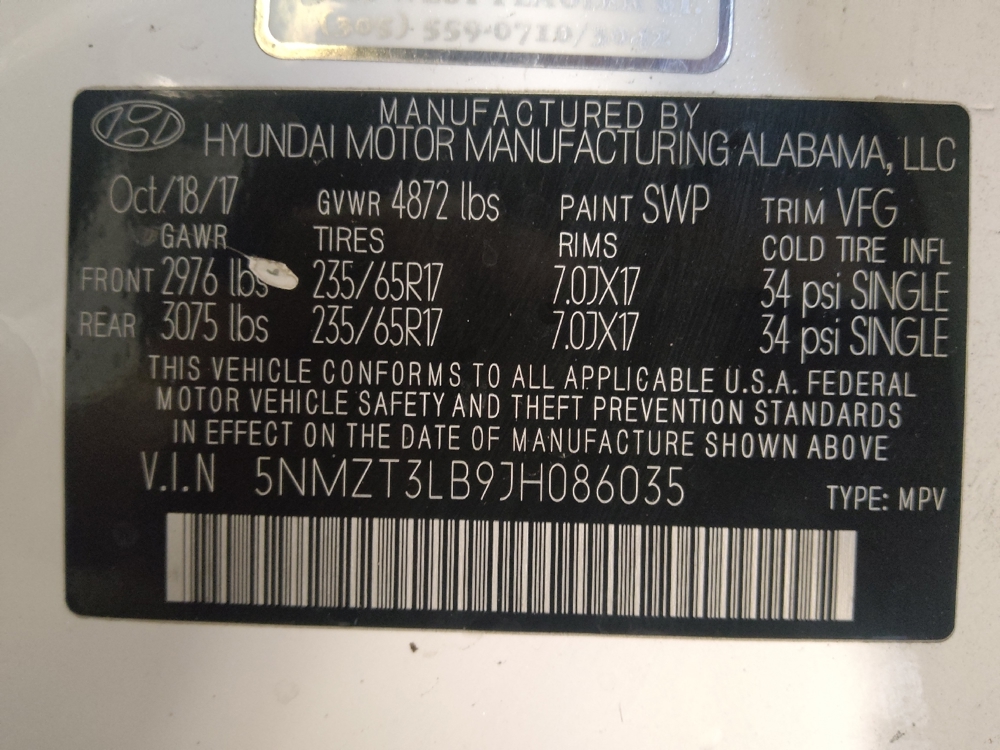 (305) 559-0710/
MANUFACTURED BY
HYUNDAI MOTOR MANUFACTURING ALABAMA, LLC
Oct/18/17 GVWR 4872 lbs PAINT SWP TRIM VFG
GAWR TIRES RIMS COLD TIRE INFL
FRONT 2976 lbs 235/65R17 7.0JX17 34 psi SINGLE
REAR 3075 lbs 235/65R17 7.0JX17 34 psi SINGLE
THIS VEHICLE CONFORMS TO ALL APPLICABLE U.S.A. FEDERAL
MOTOR VEHICLE SAFETY AND THEFT PREVENTION STANDARDS
IN EFFECT ON THE DATE OF MANUFACTURE SHOWN ABOVE
V.I.N 5NMZT3LB9JH086035 TYPE: MPV